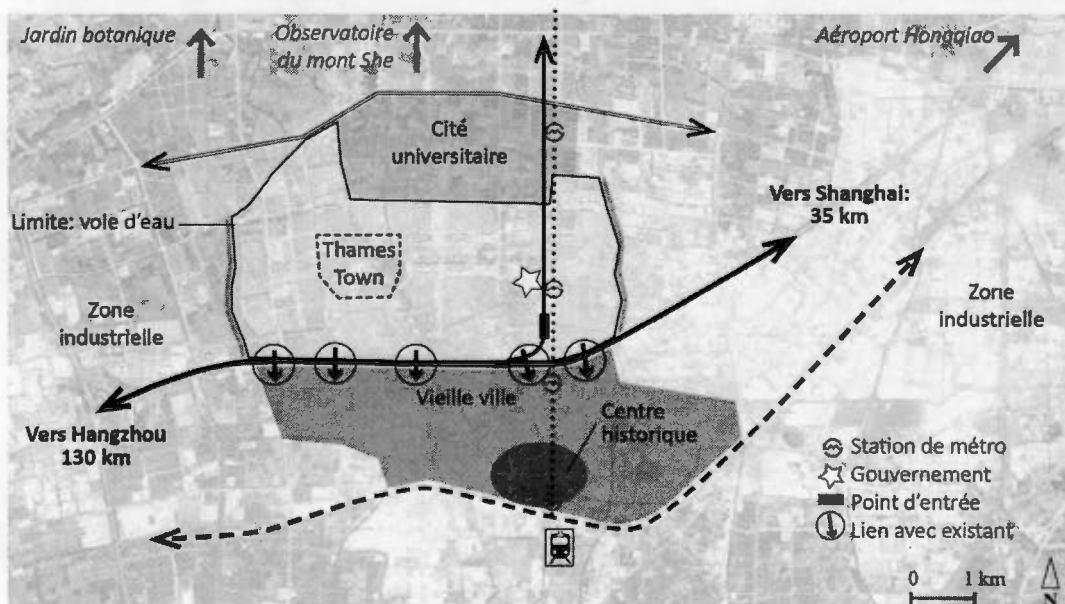 Jardin botanique
Observatoire
du mont She
Aéroport Hongqiao
Cité
universitaire
Vers Shanghai:
35 km
Limite: voie d'eau
Thames
Town
Zone
industrielle
Zone
industrielle
Vieille ville
Centre
historique
Vers Hangzhou
130 km
Station de métro
Gouvernement
Point d'entrée
Lien avec existant
0 1 km
N